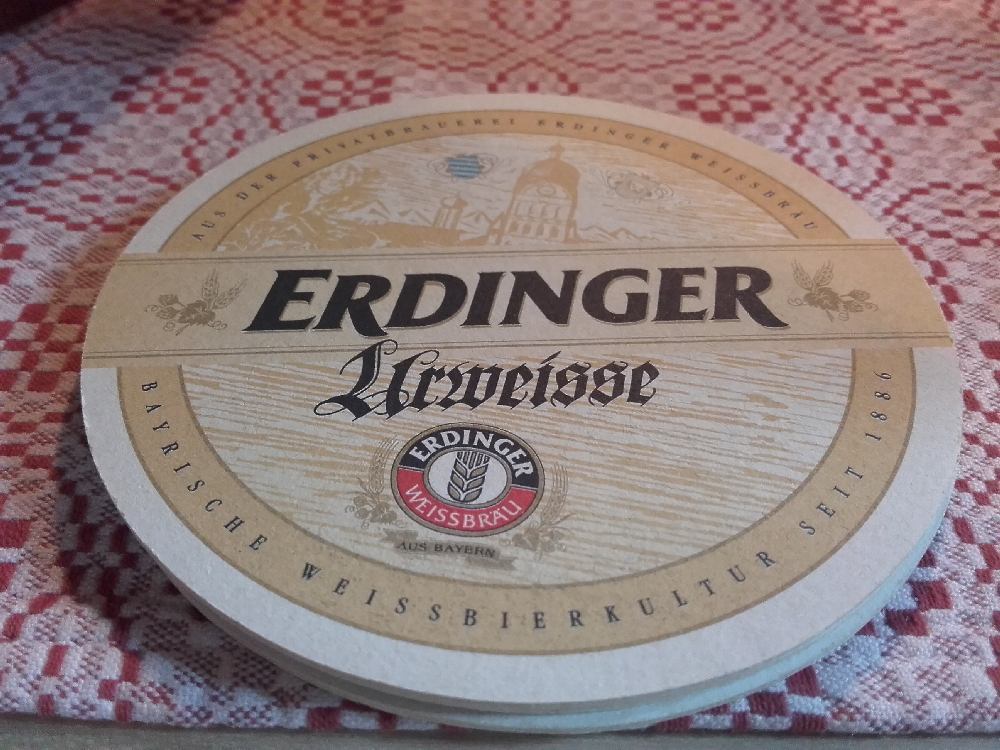 AUS DER PRIVATBRAUEREI ERDINGER WEISSBRÄU
ERDINGER
Urweisse
ERDINGER
WEISSBRÄU
AUS BAYERN
BAYRISCHE WEISSBIERKULTUR SEIT 1886